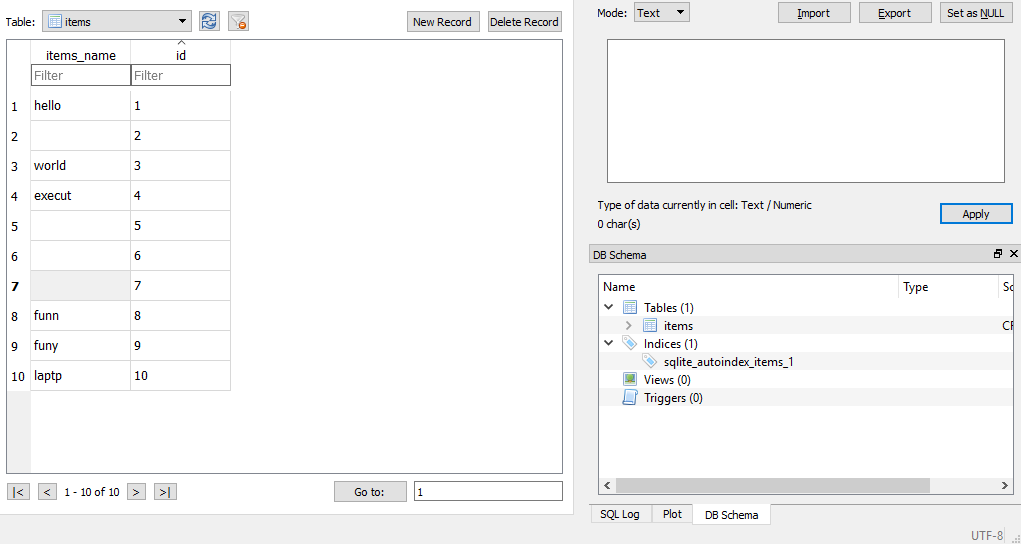 Table: items New Record Delete Record
items_name id
Filter Filter
1 hello 1
2 2
3 world 3
4 execut 4
5 5
6 6
7 7
8 funn 8
9 funy 9
10 laptp 10
|< < 1 - 10 of 10 > >| Go to: 1
Mode: Text Import Export Set as NULL
Type of data currently in cell: Text / Numeric
0 char(s)
Apply
DB Schema
Name Type Sc
Tables (1)
items CF
Indices (1)
sqlite_autoindex_items_1
Views (0)
Triggers (0)
SQL Log Plot DB Schema
UTF-8